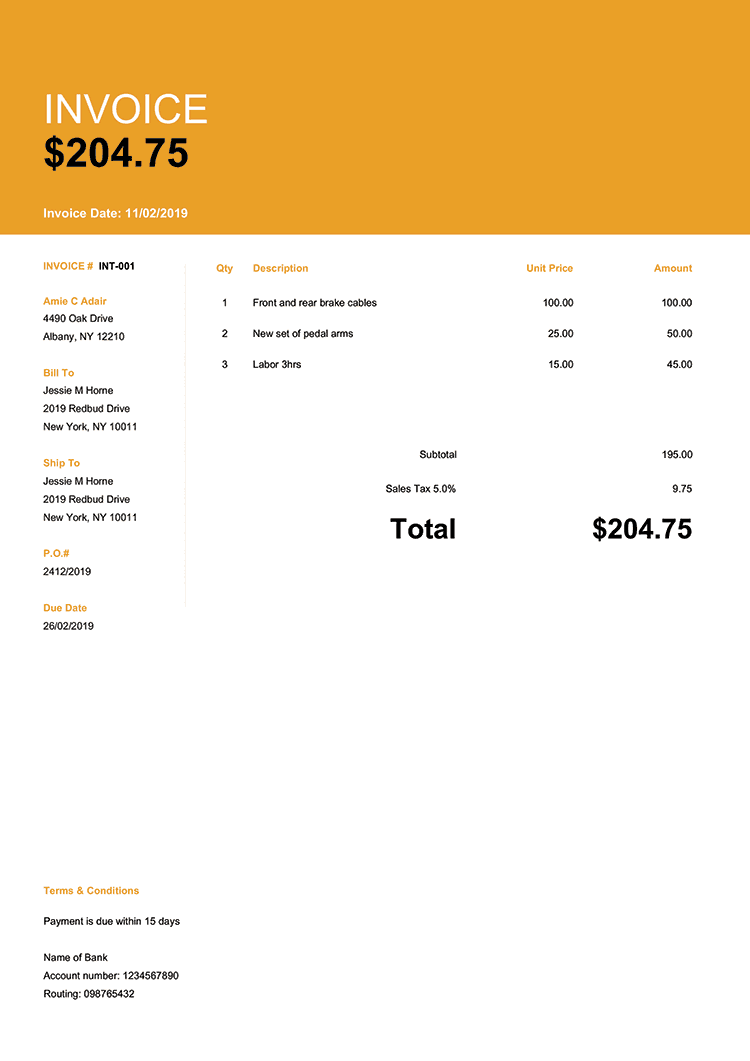 INVOICE
$204.75
Invoice Date: 11/02/2019
INVOICE # INT-001
Amie C Adair
4490 Oak Drive
Albany, NY 12210
Bill To
Jessie M Horne
2019 Redbud Drive
New York, NY 10011
Ship To
Jessie M Horne
2019 Redbud Drive
New York, NY 10011
P.O.#
2412/2019
Due Date
26/02/2019
Qty Description Unit Price Amount
1 Front and rear brake cables 100.00 100.00
2 New set of pedal arms 25.00 50.00
3 Labor 3hrs 15.00 45.00
Subtotal 195.00
Sales Tax 5.0% 9.75
Total $204.75
Terms & Conditions
Payment is due within 15 days
Name of Bank
Account number: 1234567890
Routing: 098765432